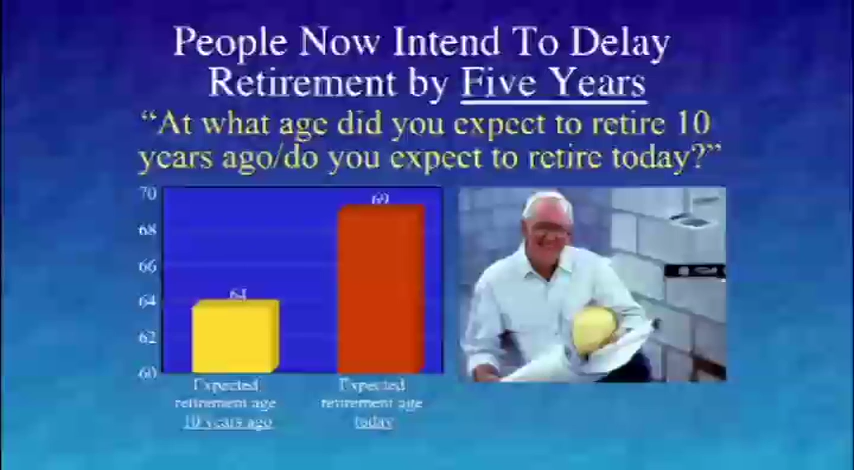 People Now Intend To Delay
Retirement by Five Years
“At what age did you expect to retire 10
years ago/do you expect to retire today?”
70
68
66
64
62
60
64
69
Expected
retirement age
10 years ago
Expected
retirement age
today